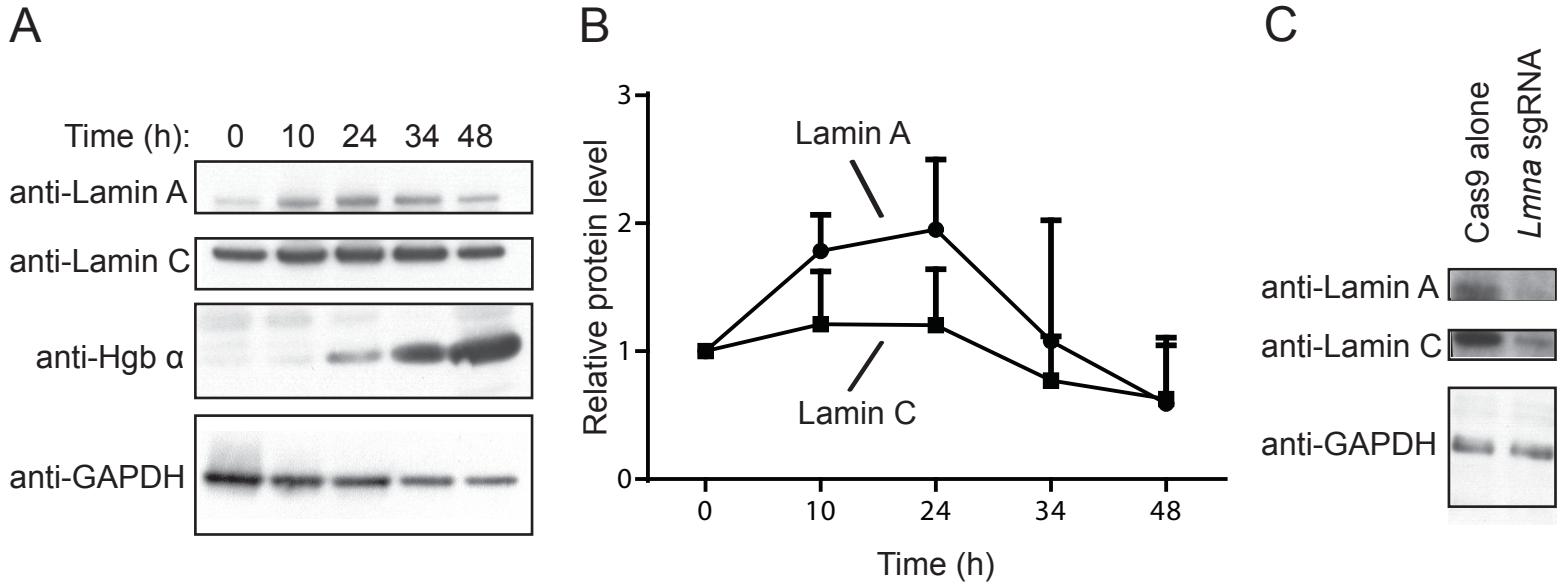 A
Time (h): 0 10 24 34 48
anti-Lamin A
anti-Lamin C
anti-Hgb α
anti-GAPDH
B
Relative protein level
3
2
1
0
Lamin A
Lamin C
0 10 24 34 48
Time (h)
C
Cas9 alone
Lmna sgRNA
anti-Lamin A
anti-Lamin C
anti-GAPDH